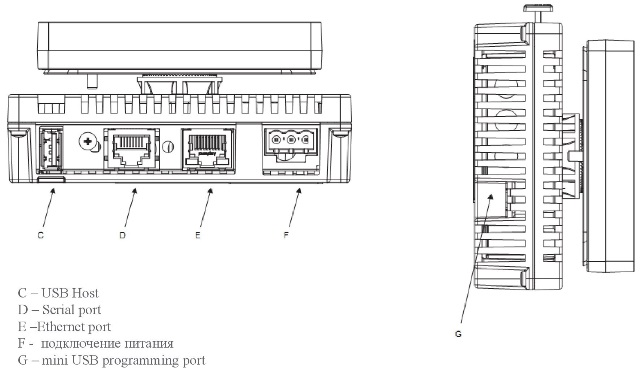 C D E F
G
C – USB Host
D – Serial port
E –Ethernet port
F - подключение питания
G – mini USB programming port